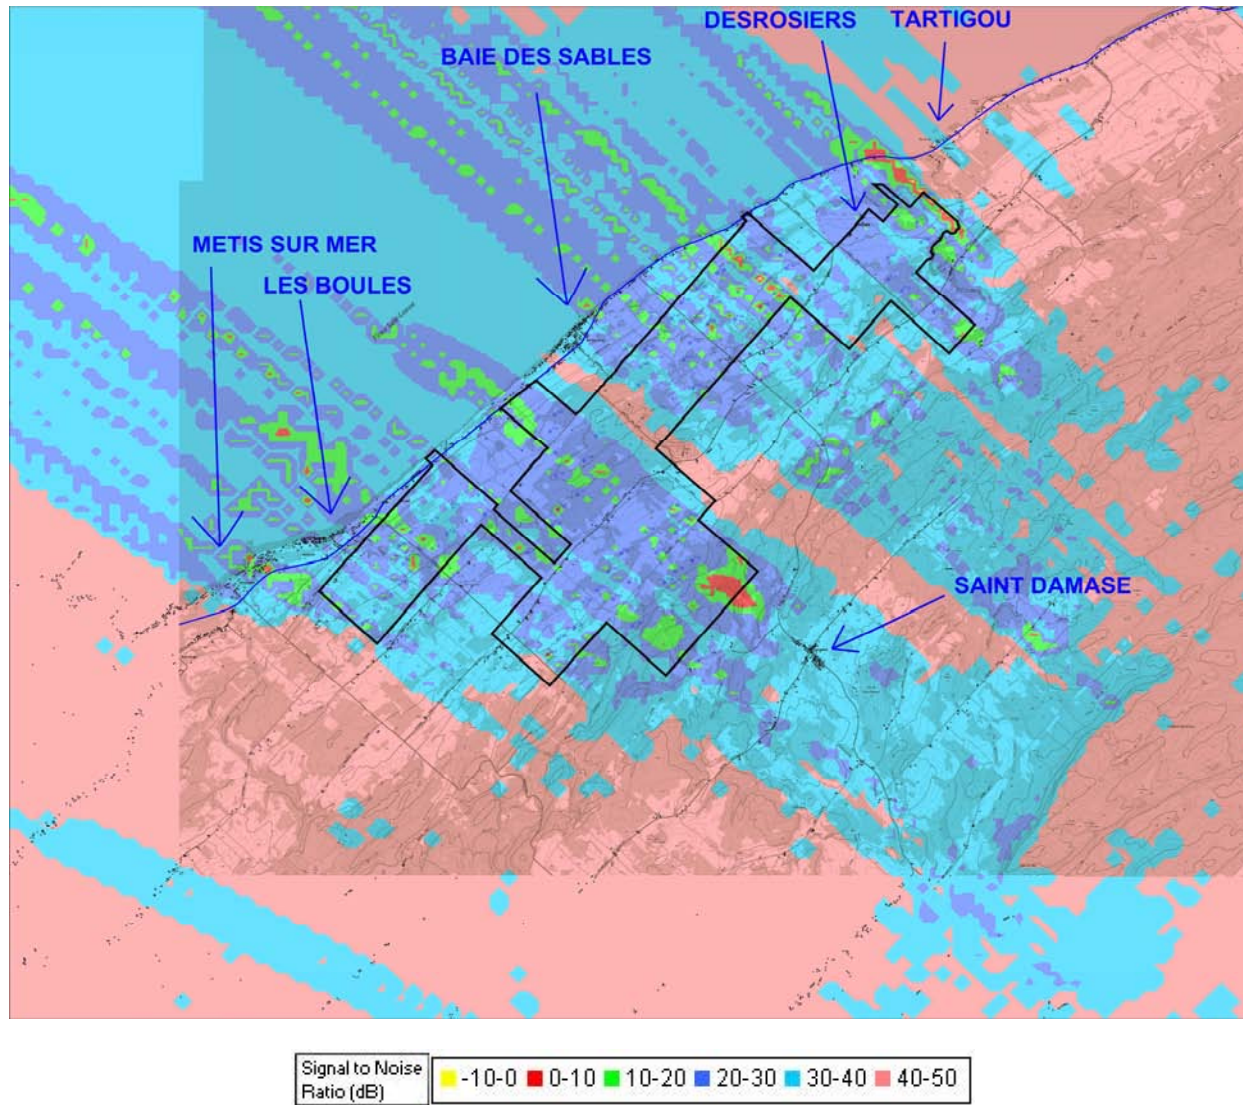 DESROSIERS
TARTIGOU
BAIE DES SABLES
METIS SUR MER
LES BOULES
SAINT DAMASE
Signal to Noise
Ratio (dB)
-10-0
0-10
10-20
20-30
30-40
40-50